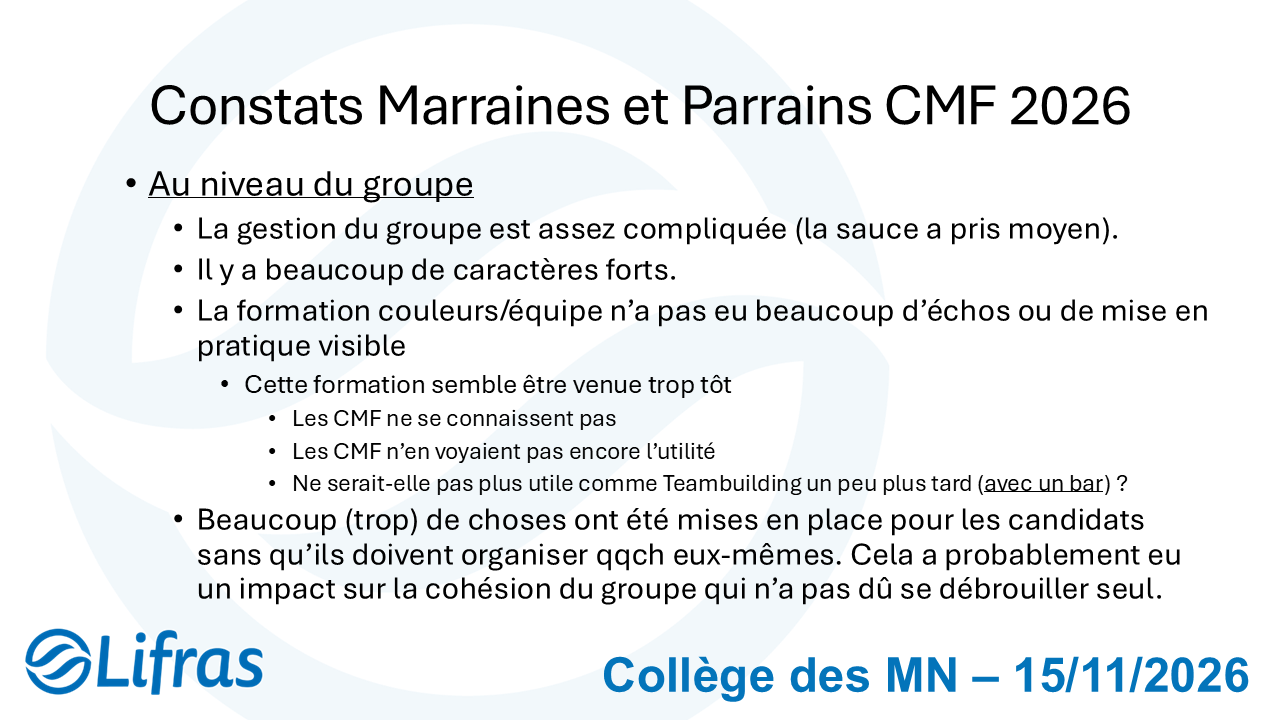 Constats Marraines et Parrains CMF 2026
• Au niveau du groupe
• La gestion du groupe est assez compliquée (la sauce a pris moyen).
• Il y a beaucoup de caractères forts.
• La formation couleurs/équipe n’a pas eu beaucoup d’échos ou de mise en
pratique visible
• Cette formation semble être venue trop tôt
• Les CMF ne se connaissent pas
• Les CMF n’en voyaient pas encore l’utilité
• Ne serait-elle pas plus utile comme Teambuilding un peu plus tard (avec un bar) ?
• Beaucoup (trop) de choses ont été mises en place pour les candidats
sans qu’ils doivent organiser qqch eux-mêmes. Cela a probablement eu
un impact sur la cohésion du groupe qui n’a pas dû se débrouiller seul.
Lifras
Collège des MN – 15/11/2026